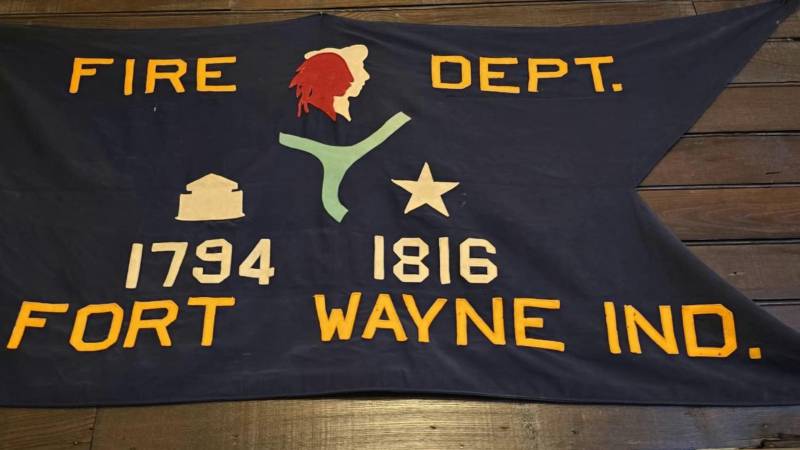 FIRE DEPT.
1794 1816
FORT WAYNE IND.